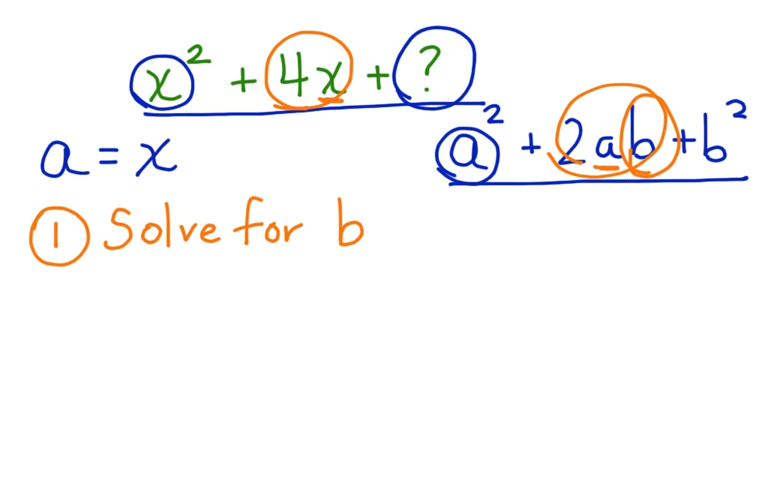 x² + 4x + ?
a² + 2ab + b²
a = x
① Solve for b